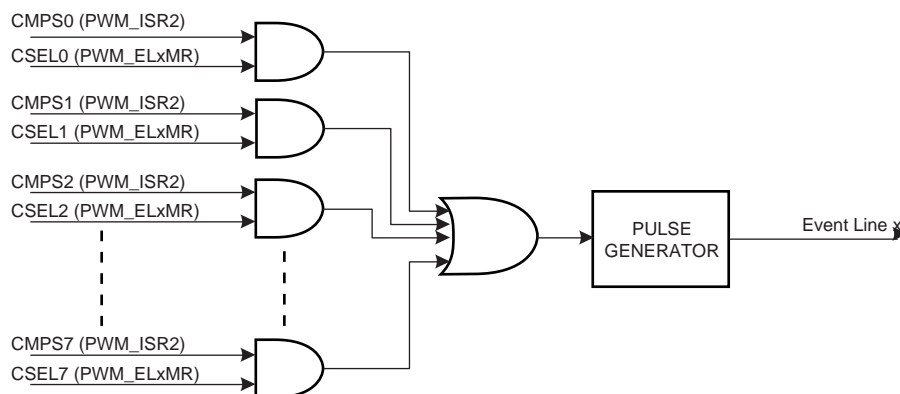 CMPS0 (PWM_ISR2)
CSEL0 (PWM_ELxMR)
CMPS1 (PWM_ISR2)
CSEL1 (PWM_ELxMR)
CMPS2 (PWM_ISR2)
CSEL2 (PWM_ELxMR)
PULSE
GENERATOR
Event Line x
CMPS7 (PWM_ISR2)
CSEL7 (PWM_ELxMR)